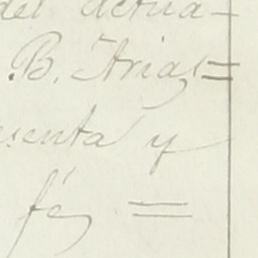 del actua-
B. Arias=
senta y
fé, =